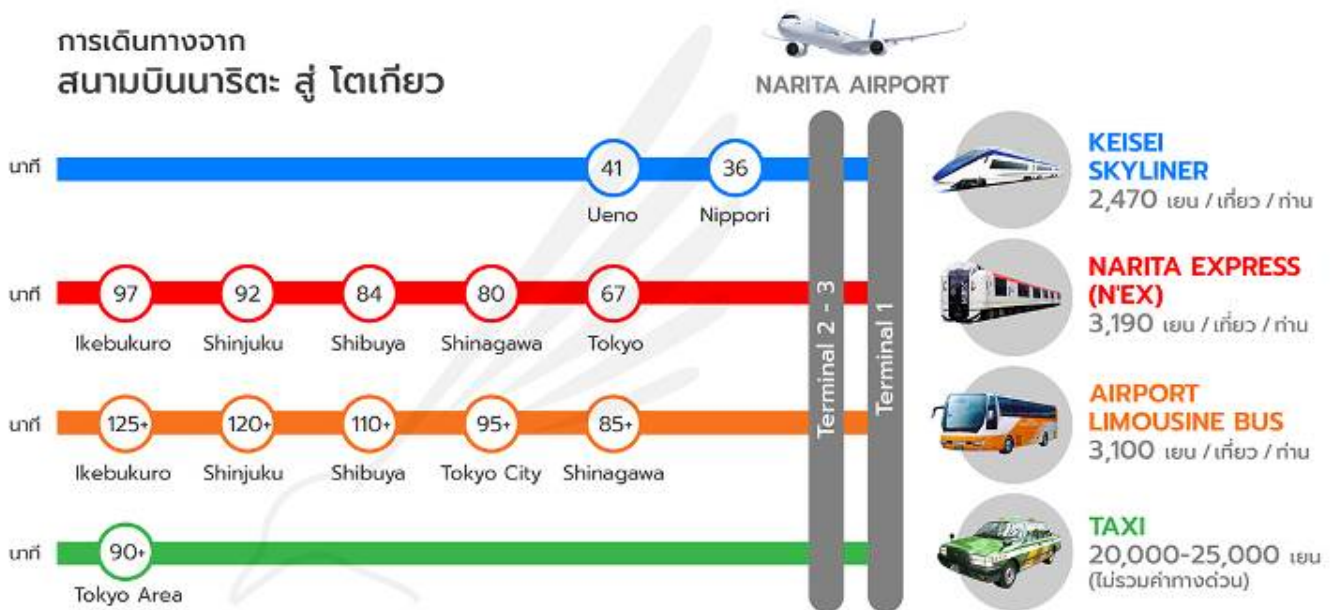 การเดินทางจาก
สนามบินนาริตะ สู่ โตเกียว
NARITA AIRPORT
Terminal 2 - 3
Terminal 1
นาที
41
36
Ueno
Nippori
KEISEI
SKYLINER
2,470 เยน / เที่ยว / ท่าน
นาที
97
92
84
80
67
Ikebukuro
Shinjuku
Shibuya
Shinagawa
Tokyo
NARITA EXPRESS
(N'EX)
3,190 เยน / เที่ยว / ท่าน
นาที
125+
120+
110+
95+
85+
Ikebukuro
Shinjuku
Shibuya
Tokyo City
Shinagawa
AIRPORT
LIMOUSINE BUS
3,100 เยน / เที่ยว / ท่าน
นาที
90+
Tokyo Area
TAXI
20,000-25,000 เยน
(ไม่รวมค่าทางด่วน)